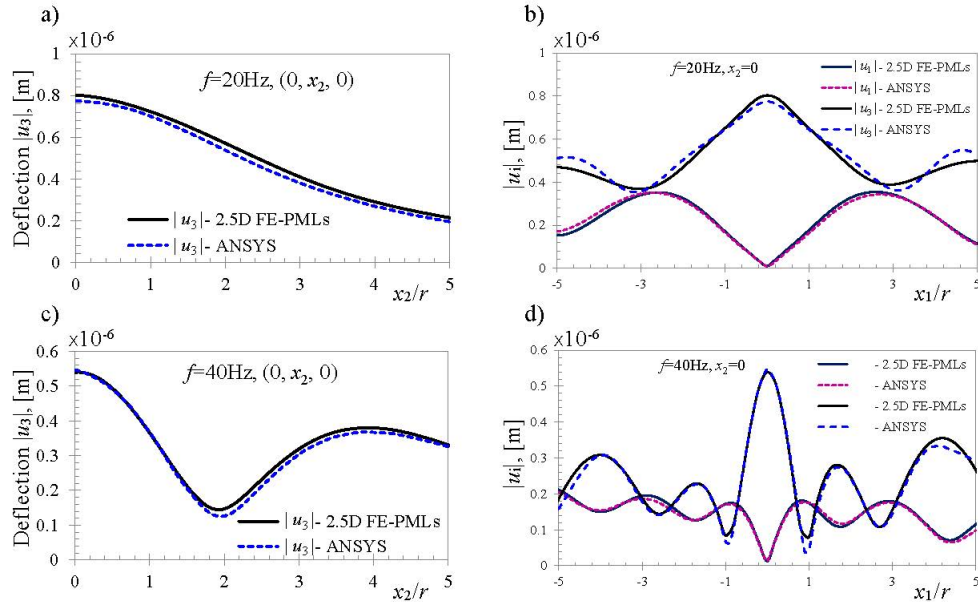 a)
×10-6
Deflection |u3|, [m]
1
0.8
0.6
0.4
0.2
0
f=20Hz, (0, x2, 0)
|u3|- 2.5D FE-PMLs
|u3|- ANSYS
0 1 2 3 4 5
x2/r
b)
×10-6
|ui|, [m]
1
0.8
0.6
0.4
0.2
0
f=20Hz, x2=0
|u1|- 2.5D FE-PMLs
|u1|- ANSYS
|u3|- 2.5D FE-PMLs
|u3|- ANSYS
-5 -3 -1 1 3 5
x1/r
c)
×10-6
Deflection |u3|, [m]
0.6
0.5
0.4
0.3
0.2
0.1
0
f=40Hz, (0, x2, 0)
|u3|- 2.5D FE-PMLs
|u3|- ANSYS
0 1 2 3 4 5
x2/r
d)
×10-6
|ui|, [m]
0.6
0.5
0.4
0.3
0.2
0.1
0
f=40Hz, x2=0
- 2.5D FE-PMLs
- ANSYS
- 2.5D FE-PMLs
- ANSYS
-5 -3 -1 1 3 5
x1/r